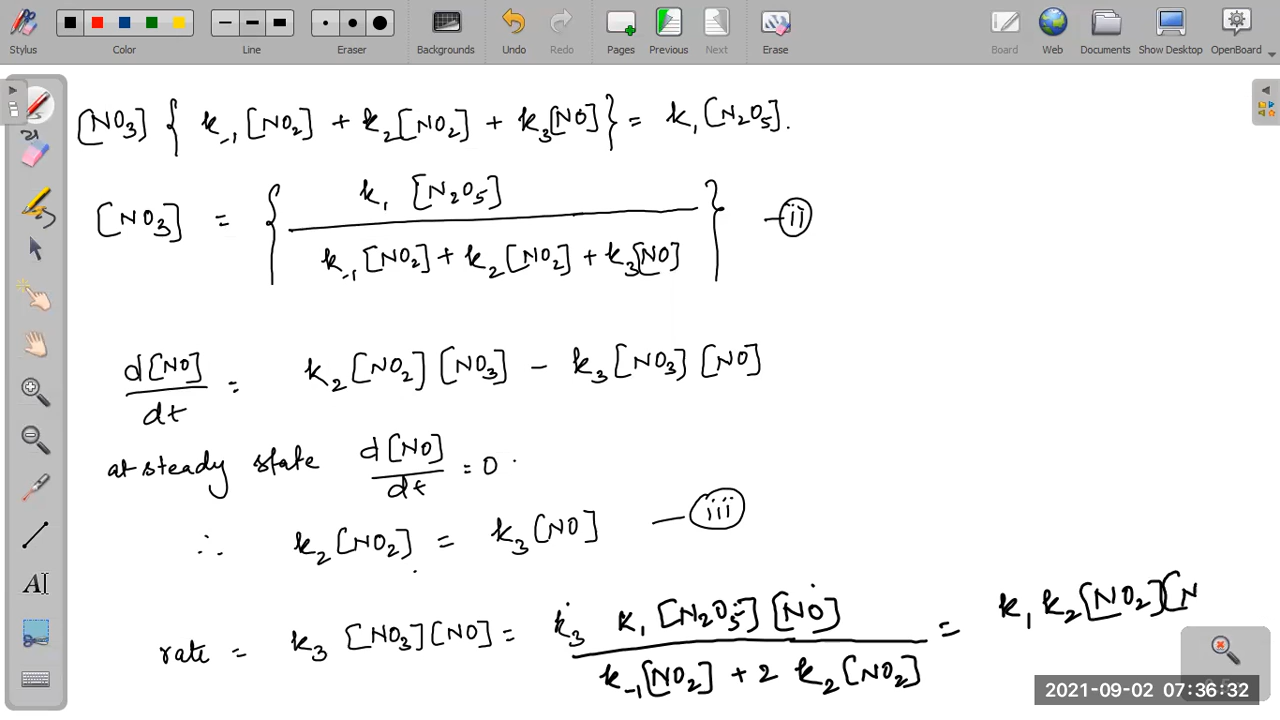 Stylus Color Line Eraser Backgrounds Undo Redo Pages Previous Next Erase Board Web Documents Show Desktop OpenBoard
[NO₃] { k₋₁[NO₂] + k₂[NO₂] + k₃[NO] } = k₁[N₂O₅].
[NO₃] = { k₁ [N₂O₅] / k₋₁[NO₂] + k₂[NO₂] + k₃[NO] } — ii
d[NO]/dt = k₂[NO₂][NO₃] − k₃[NO₃][NO]
at steady state d[NO]/dt = 0
∴ k₂[NO₂] = k₃[NO] — iii
rate = k₃ [NO₃][NO] = k₃ k₁ [N₂O₅][NO] / k₋₁[NO₂] + 2 k₂[NO₂] = k₁ k₂[NO₂][N
2021-09-02 07:36:32